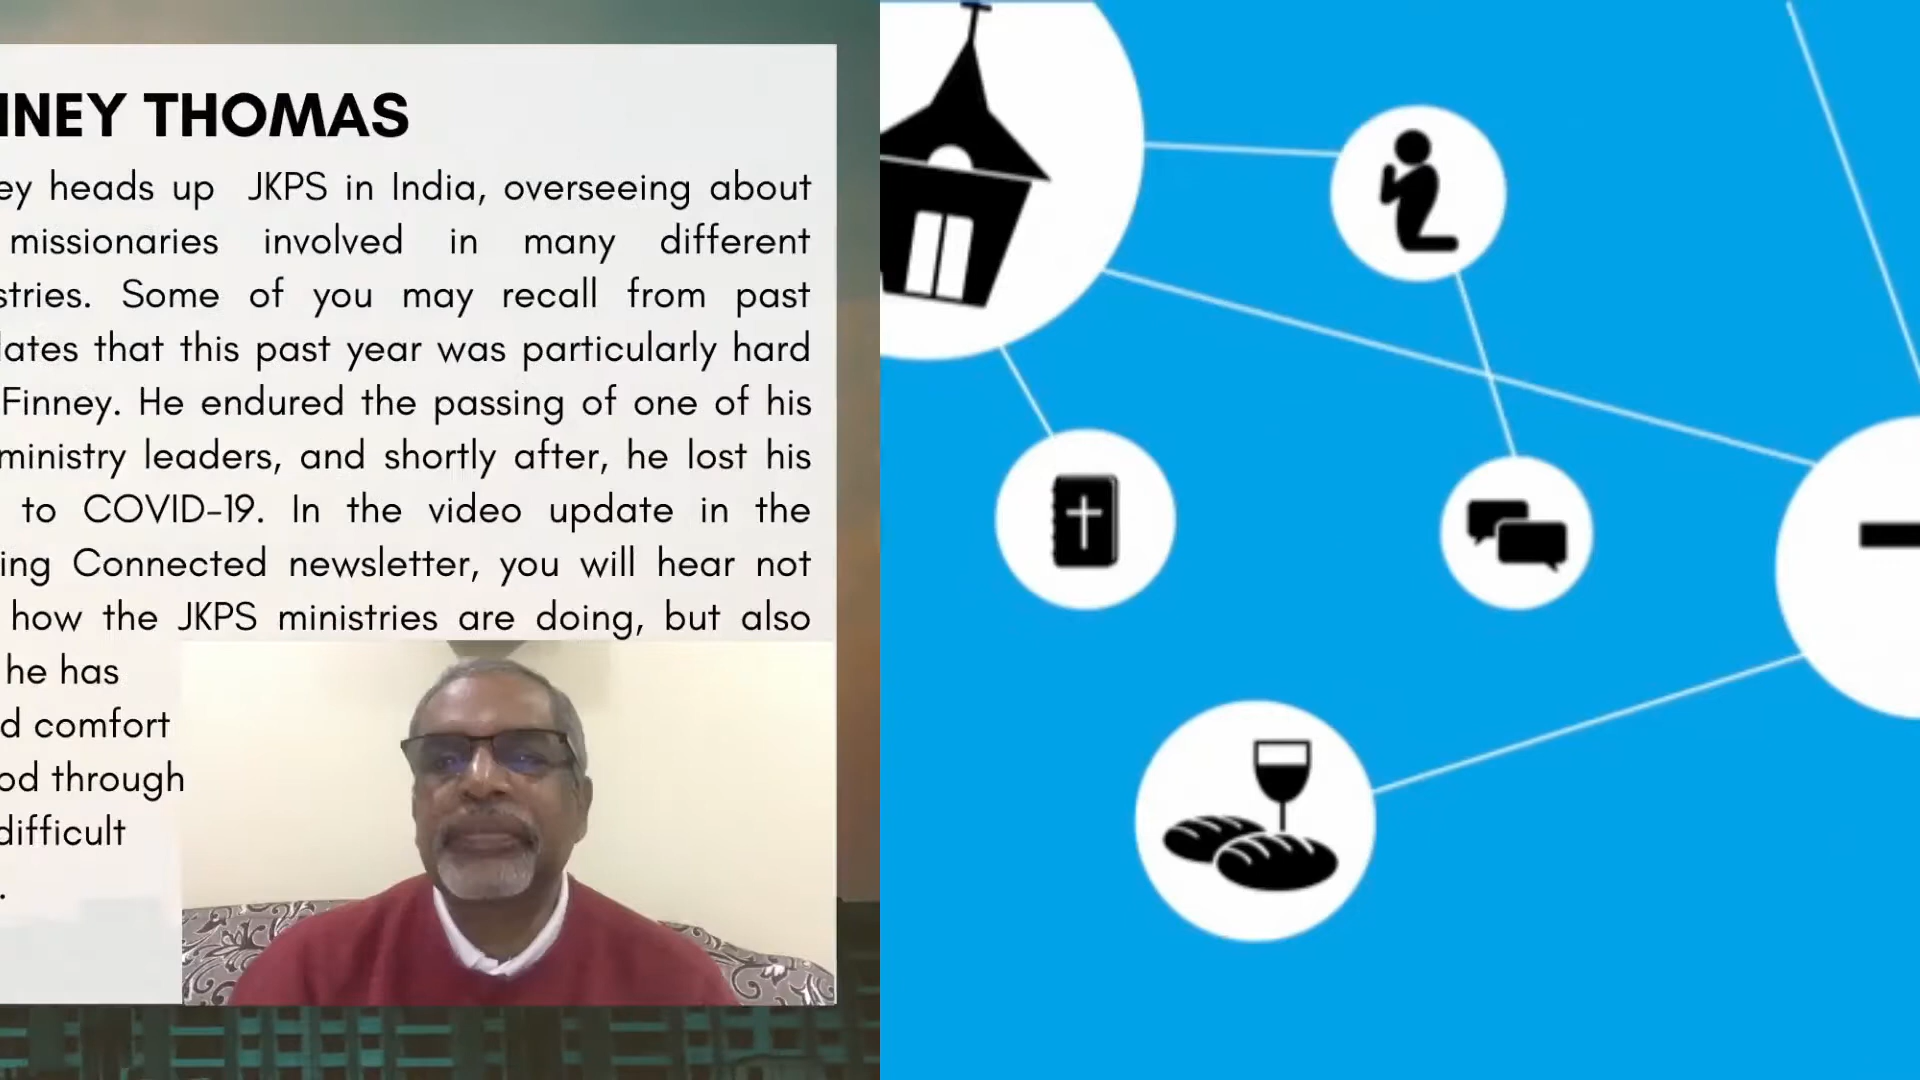 NNEY THOMAS
ey heads up JKPS in India, overseeing about
missionaries involved in many different
stries. Some of you may recall from past
lates that this past year was particularly hard
Finney. He endured the passing of one of his
ministry leaders, and shortly after, he lost his
to COVID-19. In the video update in the
ing Connected newsletter, you will hear not
how the JKPS ministries are doing, but also
he has
d comfort
od through
difficult
.